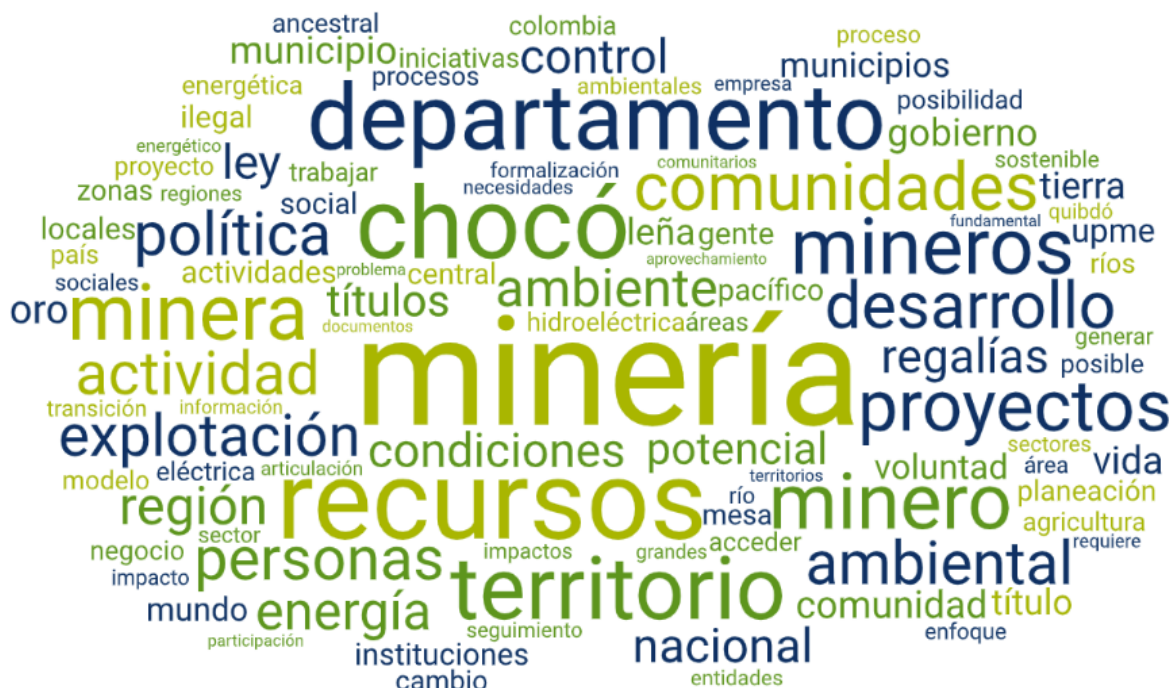 ancestral
colombia
proceso
municipio
iniciativas
control
municipios
energética
procesos
ambientales
empresa
posibilidad
ilegal
departamento
gobierno
energético
proyecto
ley
trabajar
formalización
comunitarios
sostenible
zonas
regiones
necesidades
comunidades
tierra
social
chocó
quibdó
locales
política
leña
gente
mineros
fundamental
upme
país
actividades
problema
central
aprovechamiento
ríos
sociales
títulos
ambiente
pacífico
desarrollo
oro
minera
documentos
hidroeléctrica
áreas
generar
minería
regalías
posible
actividad
transición
información
proyectos
explotación
condiciones
potencial
sectores
modelo
eléctrica
articulación
territorios
voluntad
área
vida
región
recursos
río
minero
planeación
sector
mesa
agricultura
negocio
personas
impactos
grandes
acceder
requiere
impacto
territorio
ambiental
mundo
energía
comunidad
título
participación
seguimiento
nacional
enfoque
instituciones
cambio
entidades